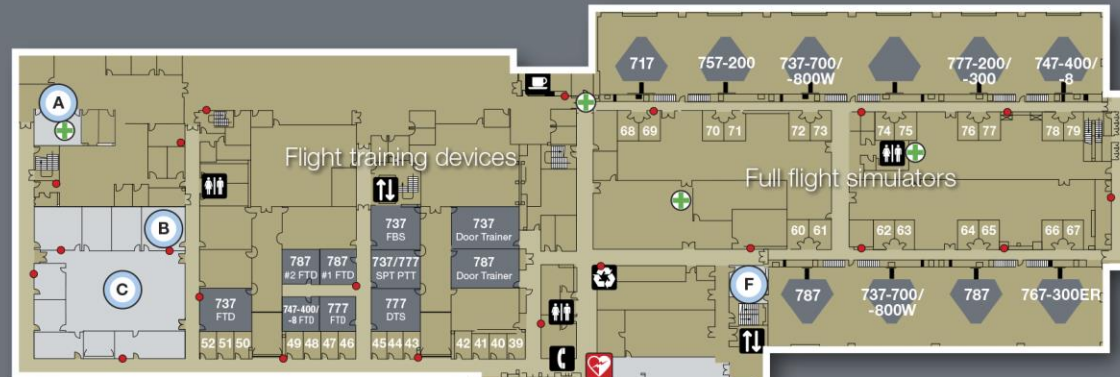 717
757-200
737-700/
-800W
777-200/
-300
747-400/
-8
A
68 69
70 71
72 73
74 75
76 77
78 79
Flight training devices
Full flight simulators
B
737
FBS
737
Door Trainer
60 61
62 63
64 65
66 67
787
#2 FTD
787
#1 FTD
737/777
SPT PTT
787
Door Trainer
C
F
787
737-700/
-800W
787
767-300ER
737
FTD
747-400/
-8 FTD
777
FTD
777
DTS
52 51 50
49 48 47 46
45 44 43
42 41 40 39